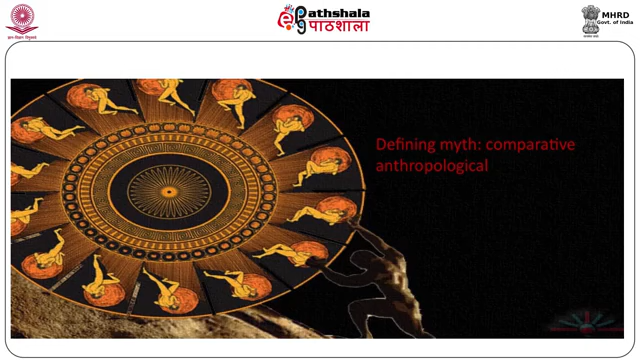 Pathshala
पाठशाला
MHRD
Govt. of India
Defining myth: comparative
anthropological